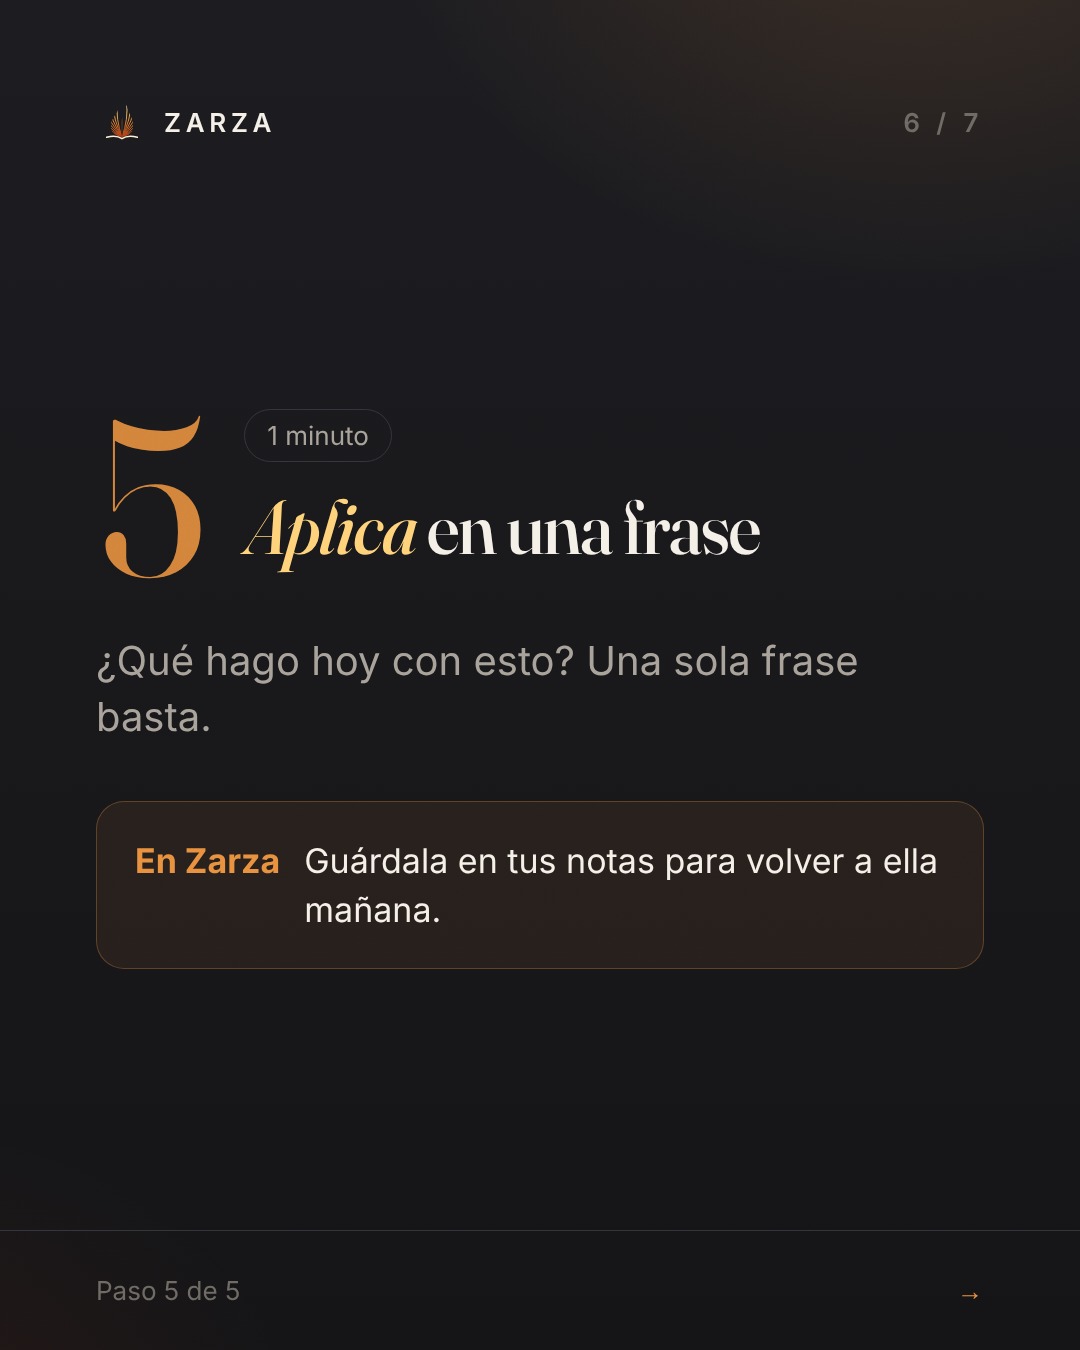 ZARZA
6 / 7
5
1 minuto
Aplica en una frase
¿Qué hago hoy con esto? Una sola frase
basta.
En Zarza Guárdala en tus notas para volver a ella
mañana.
Paso 5 de 5
→